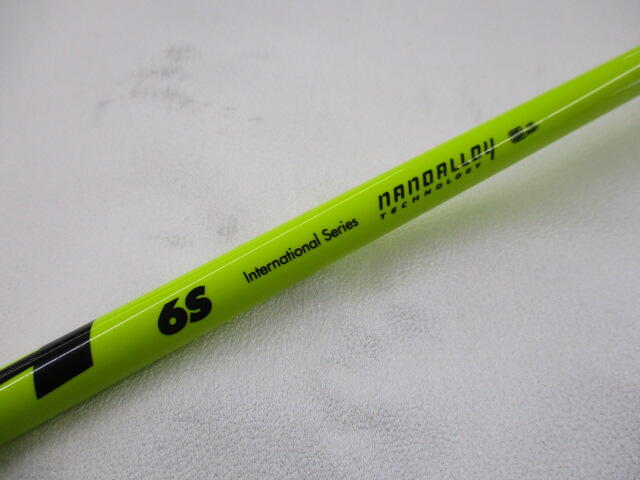 6S
International Series
NANOALLOY
TECHNOLOGY